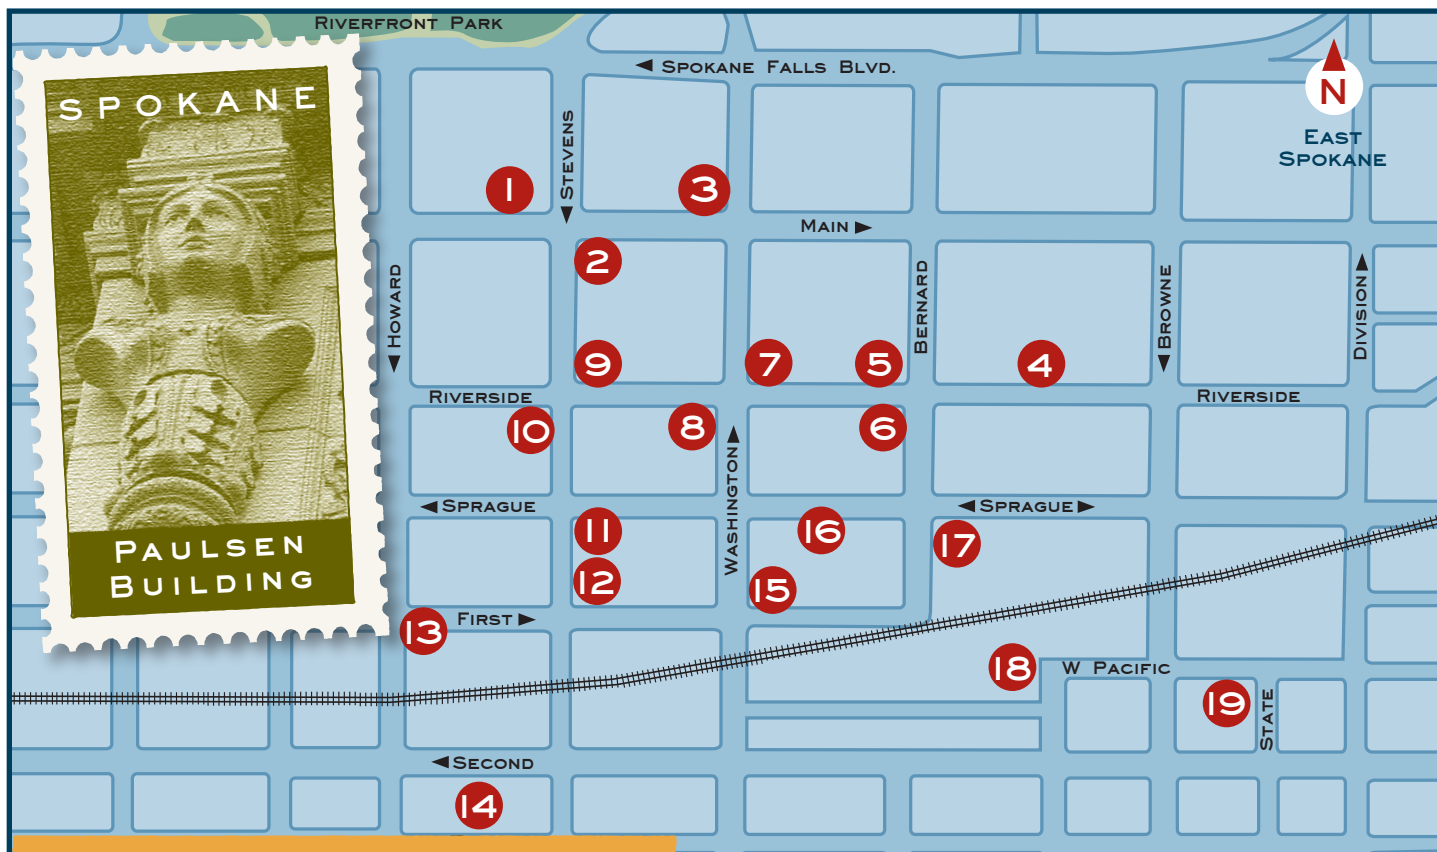 RIVERFRONT PARK
SPOKANE FALLS BLVD.
N
EAST
SPOKANE
SPOKANE
STEVENS
1
3
MAIN
2
HOWARD
BERNARD
BROWNE
DIVISION
9
7
5
4
RIVERSIDE
RIVERSIDE
10
8
6
WASHINGTON
SPRAGUE
SPRAGUE
11
16
17
PAULSEN
BUILDING
12
15
13
FIRST
18
W PACIFIC
19
STATE
SECOND
14